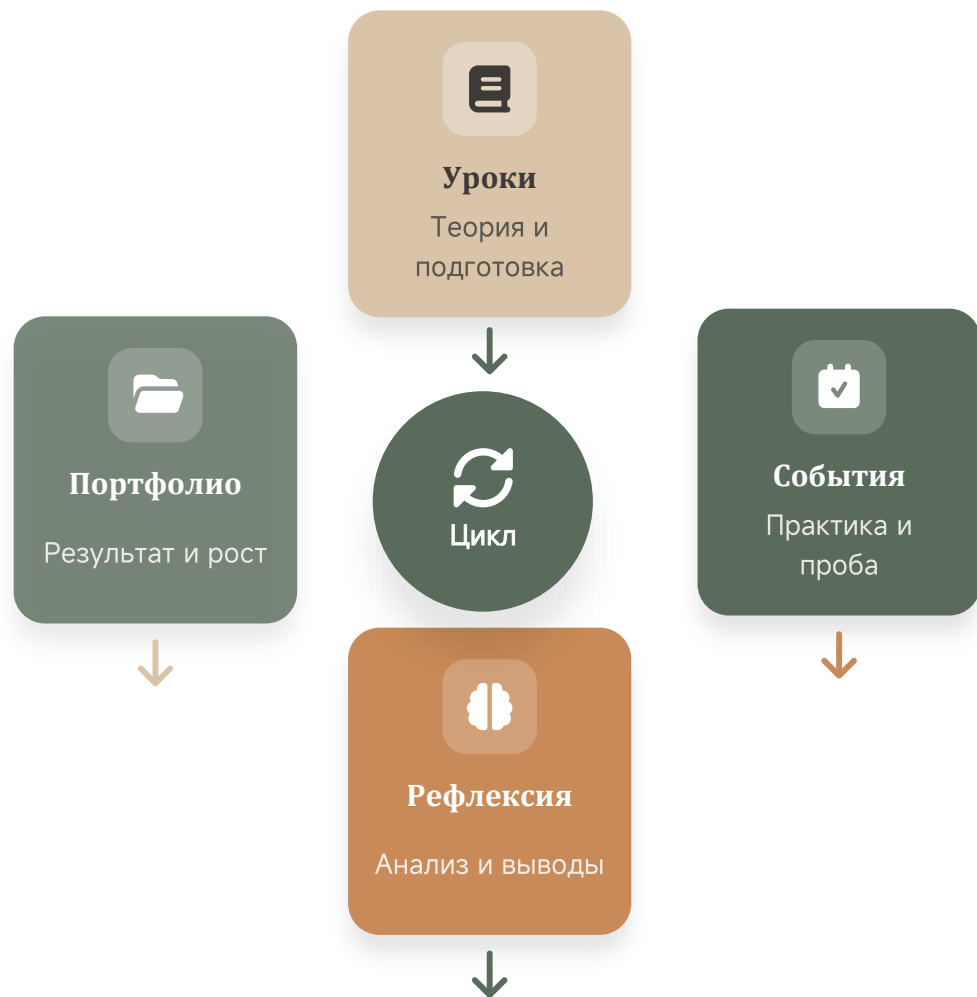 Уроки
Теория и
подготовка
Портфолио
Результат и рост
Цикл
События
Практика и
проба
Рефлексия
Анализ и выводы